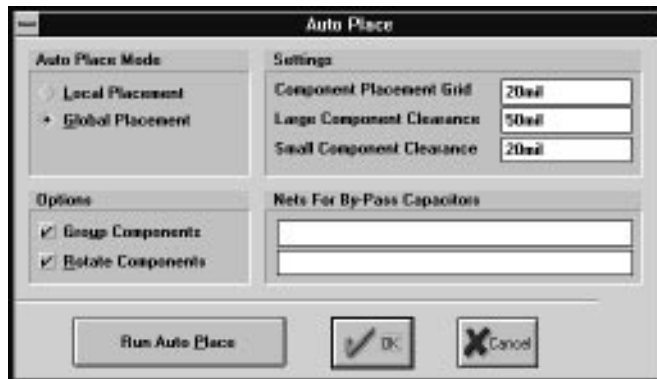 Auto Place
Auto Place Mode
Local Placement
Global Placement
Settings
Component Placement Grid 20mil
Large Component Clearance 50mil
Small Component Clearance 20mil
Options
Group Components
Rotate Components
Nets For By-Pass Capacitors
Run Auto Place
OK
Cancel